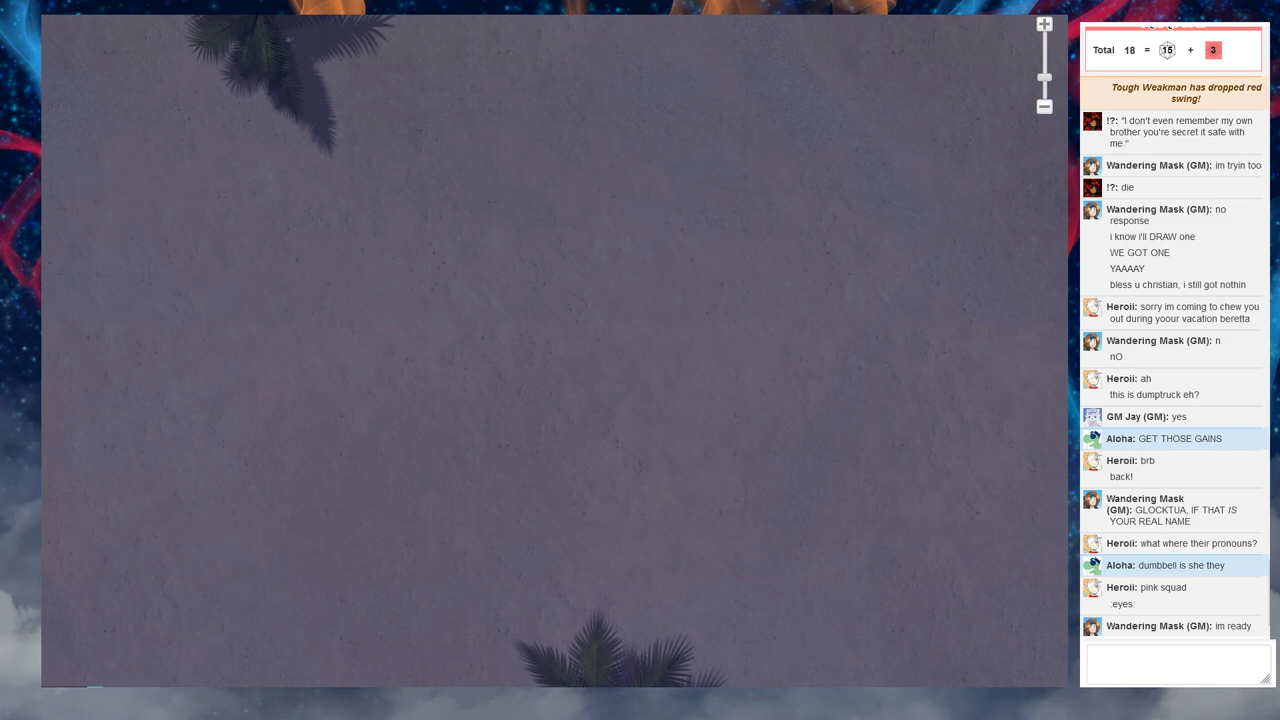 Total 18 = 15 + 3
Tough Weakman has dropped red
swing!
!?: "I don't even remember my own
brother you're secret it safe with
me."
Wandering Mask (GM): im tryin too
!?: die
Wandering Mask (GM): no
response
i know i'll DRAW one
WE GOT ONE
YAAAAY
bless u christian, i still got nothin
Heroii: sorry im coming to chew you
out during yoour vacation beretta
Wandering Mask (GM): n
nO
Heroii: ah
this is dumptruck eh?
GM Jay (GM): yes
Aloha: GET THOSE GAINS
Heroii: brb
back!
Wandering Mask
(GM): GLOCKTUA, IF THAT IS
YOUR REAL NAME
Heroii: what where their pronouns?
Aloha: dumbbell is she they
Heroii: pink squad
:eyes:
Wandering Mask (GM): im ready